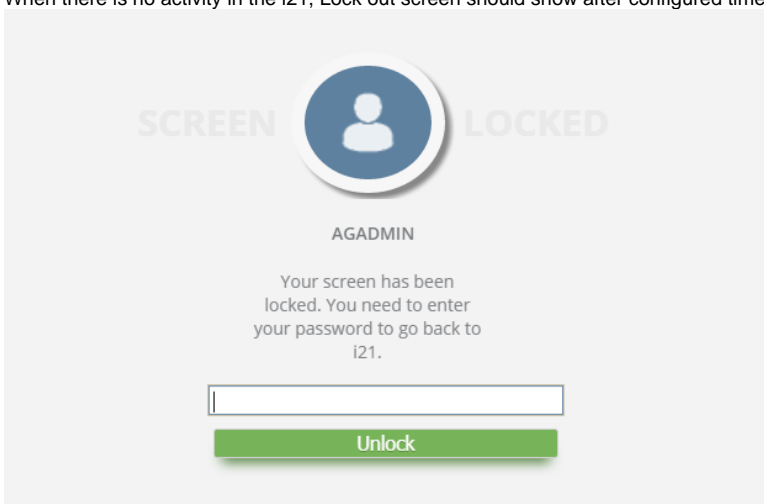 When there is no activity in the i21, Lock out screen should show after configured time
SCREEN LOCKED
AGADMIN
Your screen has been
locked. You need to enter
your password to go back to
i21.
Unlock